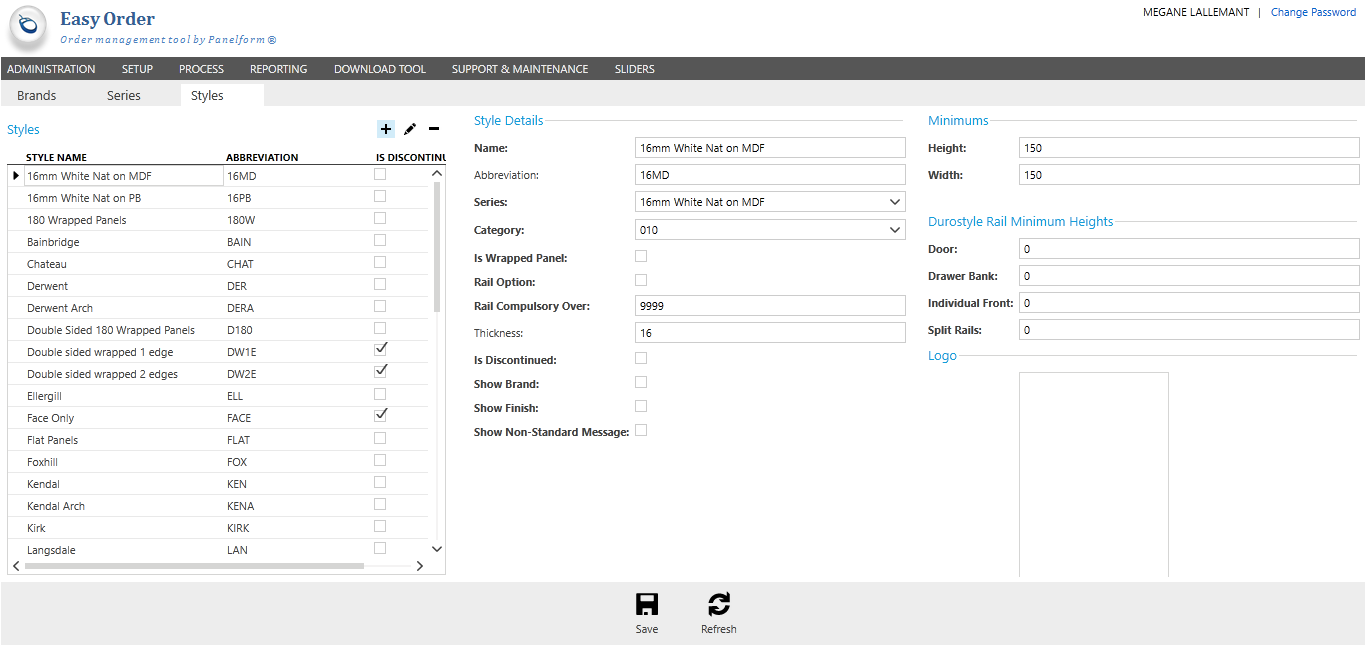 Easy Order
Order management tool by Panelform ®
MEGANE LALLEMANT | Change Password
ADMINISTRATION SETUP PROCESS REPORTING DOWNLOAD TOOL SUPPORT & MAINTENANCE SLIDERS
Brands Series Styles
Styles
STYLE NAME ABBREVIATION IS DISCONTINU
16mm White Nat on MDF 16MD
16mm White Nat on PB 16PB
180 Wrapped Panels 180W
Bainbridge BAIN
Chateau CHAT
Derwent DER
Derwent Arch DERA
Double Sided 180 Wrapped Panels D180
Double sided wrapped 1 edge DW1E
Double sided wrapped 2 edges DW2E
Ellergill ELL
Face Only FACE
Flat Panels FLAT
Foxhill FOX
Kendal KEN
Kendal Arch KENA
Kirk KIRK
Langsdale LAN
Style Details
Name: 16mm White Nat on MDF
Abbreviation: 16MD
Series: 16mm White Nat on MDF
Category: 010
Is Wrapped Panel:
Rail Option:
Rail Compulsory Over: 9999
Thickness: 16
Is Discontinued:
Show Brand:
Show Finish:
Show Non-Standard Message:
Minimums
Height: 150
Width: 150
Durostyle Rail Minimum Heights
Door: 0
Drawer Bank: 0
Individual Front: 0
Split Rails: 0
Logo
Save Refresh